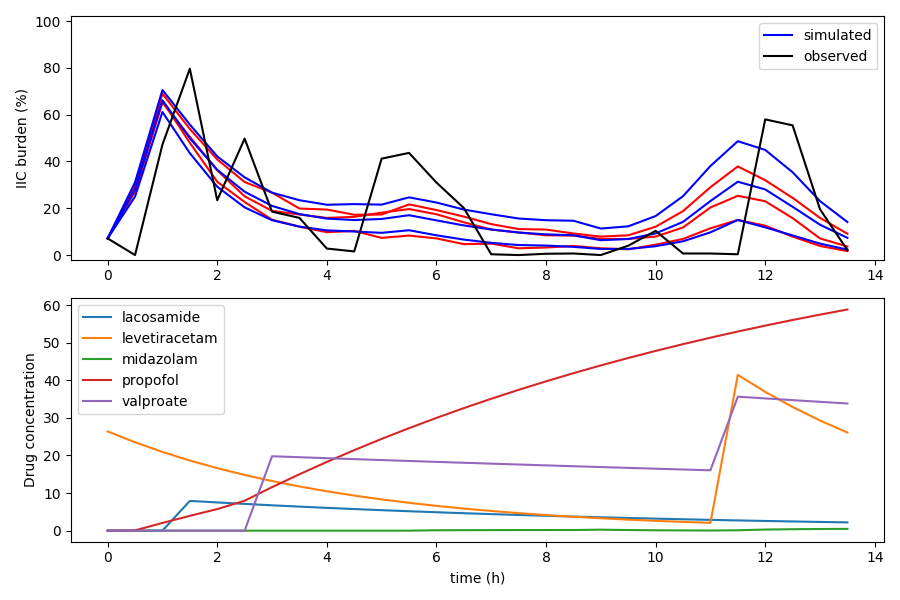 100
80
60
40
20
0
IIC burden (%)
simulated
observed
0 2 4 6 8 10 12 14
60
50
40
30
20
10
0
Drug concentration
lacosamide
levetiracetam
midazolam
propofol
valproate
0 2 4 6 8 10 12 14
time (h)